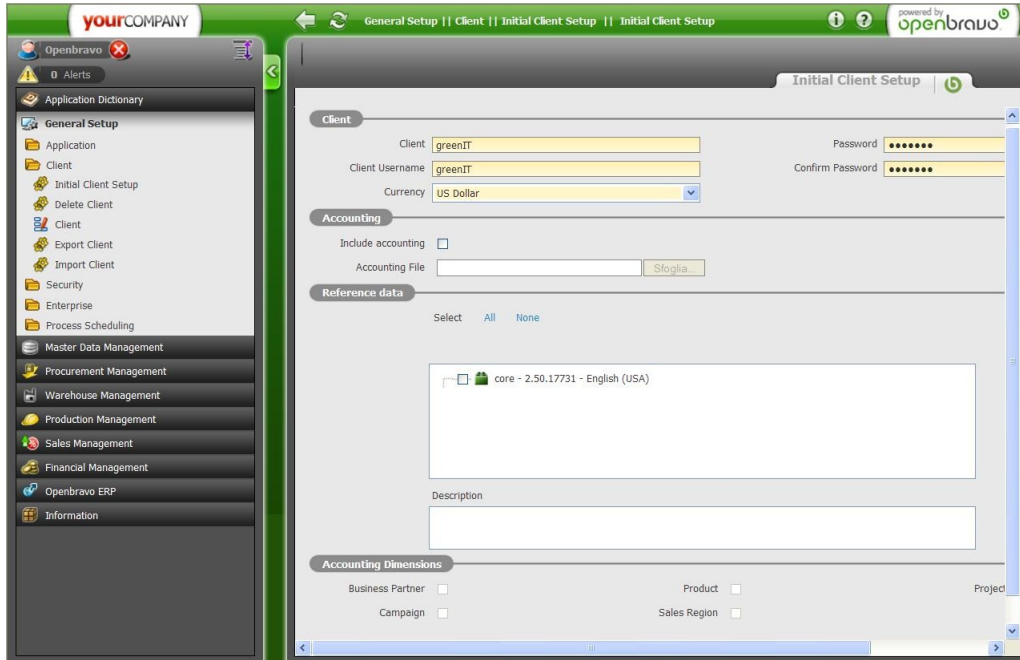 yourCOMPANY
General Setup || Client || Initial Client Setup || Initial Client Setup
powered by
openbravo
Openbravo
0 Alerts
Application Dictionary
General Setup
Application
Client
Initial Client Setup
Delete Client
Client
Export Client
Import Client
Security
Enterprise
Process Scheduling
Master Data Management
Procurement Management
Warehouse Management
Production Management
Sales Management
Financial Management
Openbravo ERP
Information
Initial Client Setup
Client
Client greenIT Password •••••••
Client Username greenIT Confirm Password •••••••
Currency US Dollar
Accounting
Include accounting
Accounting File Sfoglia...
Reference data
Select All None
core - 2.50.17731 - English (USA)
Description
Accounting Dimensions
Business Partner Product Project
Campaign Sales Region